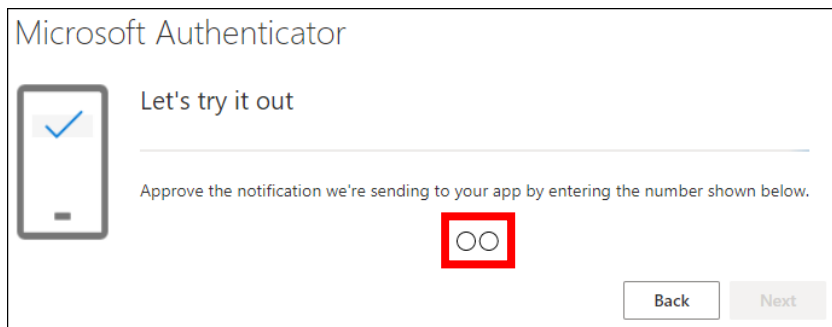 Microsoft Authenticator
Let's try it out
Approve the notification we're sending to your app by entering the number shown below.
○○
Back
Next